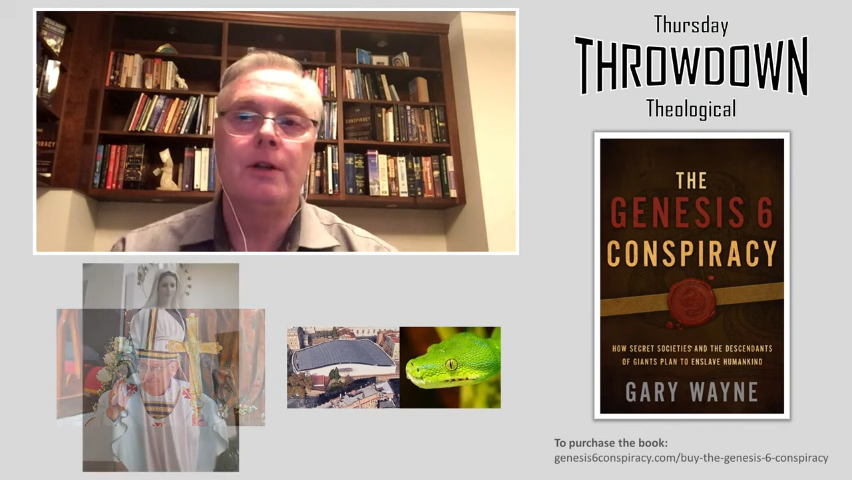 Thursday
THROWDOWN
Theological
THE
GENESIS 6
CONSPIRACY
HOW SECRET SOCIETIES AND THE DESCENDANTS
OF GIANTS PLAN TO ENSLAVE HUMANKIND
GARY WAYNE
To purchase the book:
genesis6conspiracy.com/buy-the-genesis-6-conspiracy